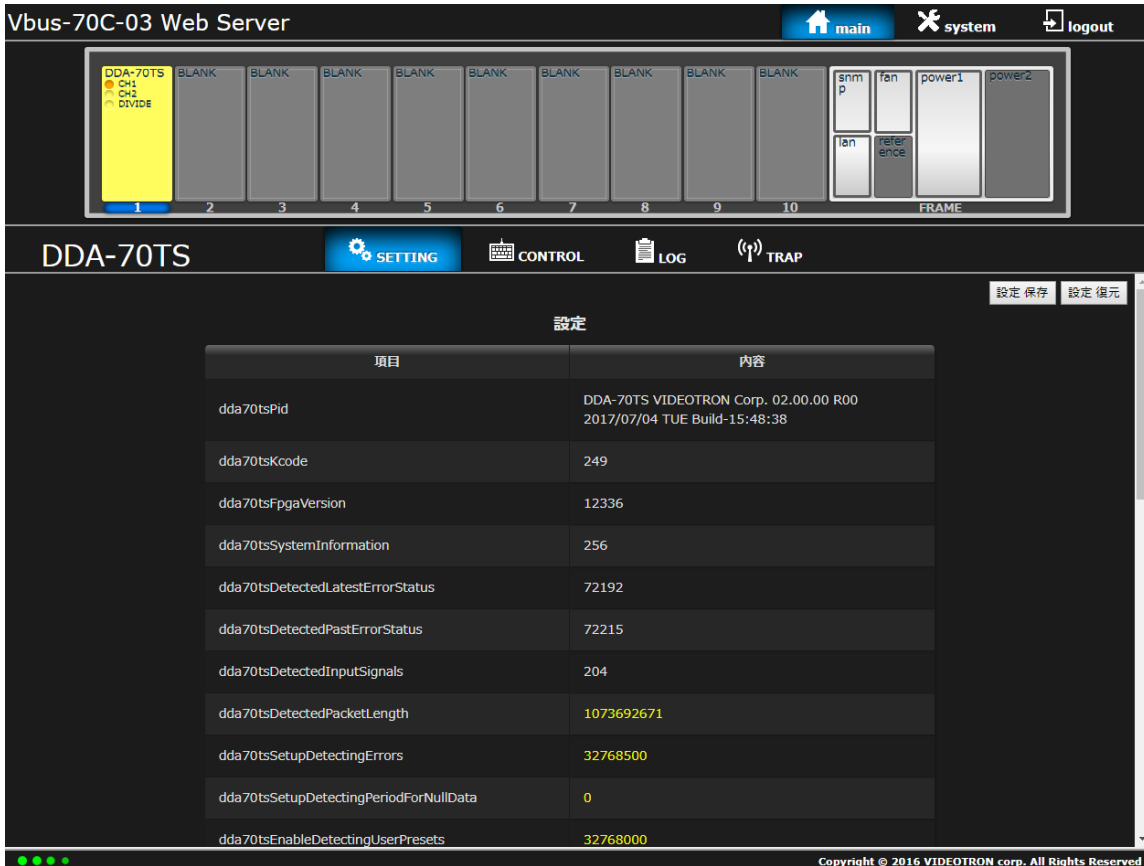 Vbus-70C-03 Web Server
main
system
logout
DDA-70TS
CH1
CH2
DIVIDE
BLANK
BLANK
BLANK
BLANK
BLANK
BLANK
BLANK
BLANK
BLANK
snm
p
fan
power1
power2
lan
refer
ence
1
2
3
4
5
6
7
8
9
10
FRAME
DDA-70TS
SETTING
CONTROL
LOG
TRAP
設定 保存
設定 復元
設定
項目
内容
dda70tsPid
DDA-70TS VIDEOTRON Corp. 02.00.00 R00
2017/07/04 TUE Build-15:48:38
dda70tsKcode
249
dda70tsFpgaVersion
12336
dda70tsSystemInformation
256
dda70tsDetectedLatestErrorStatus
72192
dda70tsDetectedPastErrorStatus
72215
dda70tsDetectedInputSignals
204
dda70tsDetectedPacketLength
1073692671
dda70tsSetupDetectingErrors
32768500
dda70tsSetupDetectingPeriodForNullData
0
dda70tsEnableDetectingUserPresets
32768000
Copyright © 2016 VIDEOTRON corp. All Rights Reserved